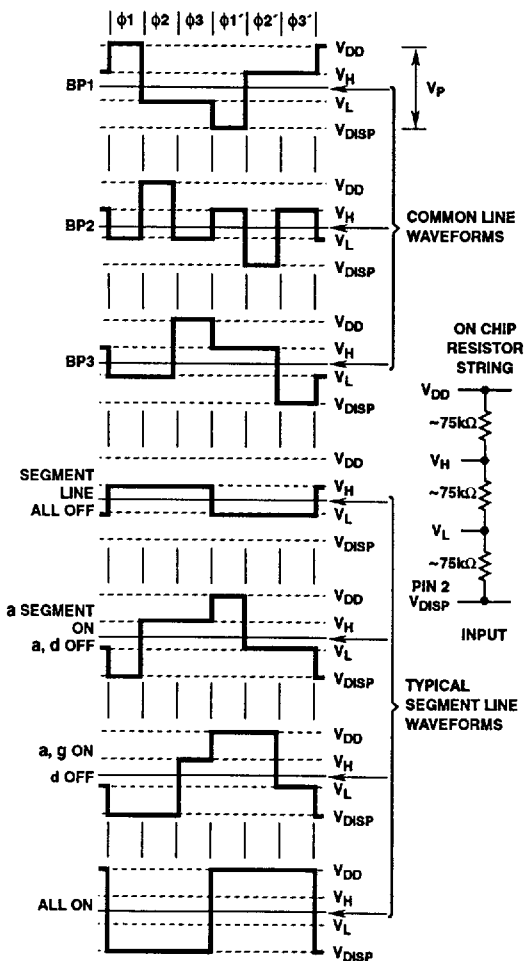 ϕ1 ϕ2 ϕ3 ϕ1´ ϕ2´ ϕ3´
VDD
BP1
VH
VL
VDISP
VP
VDD
BP2
VH
VL
VDISP
COMMON LINE
WAVEFORMS
VDD
BP3
VH
VL
VDISP
ON CHIP
RESISTOR
STRING
VDD
~75kΩ
VH
~75kΩ
VL
~75kΩ
PIN 2
VDISP
INPUT
VDD
SEGMENT
LINE
ALL OFF
VH
VL
VDISP
a SEGMENT
ON
a, d OFF
VDD
VH
VL
VDISP
TYPICAL
SEGMENT LINE
WAVEFORMS
a, g ON
d OFF
VDD
VH
VL
VDISP
ALL ON
VDD
VH
VL
VDISP